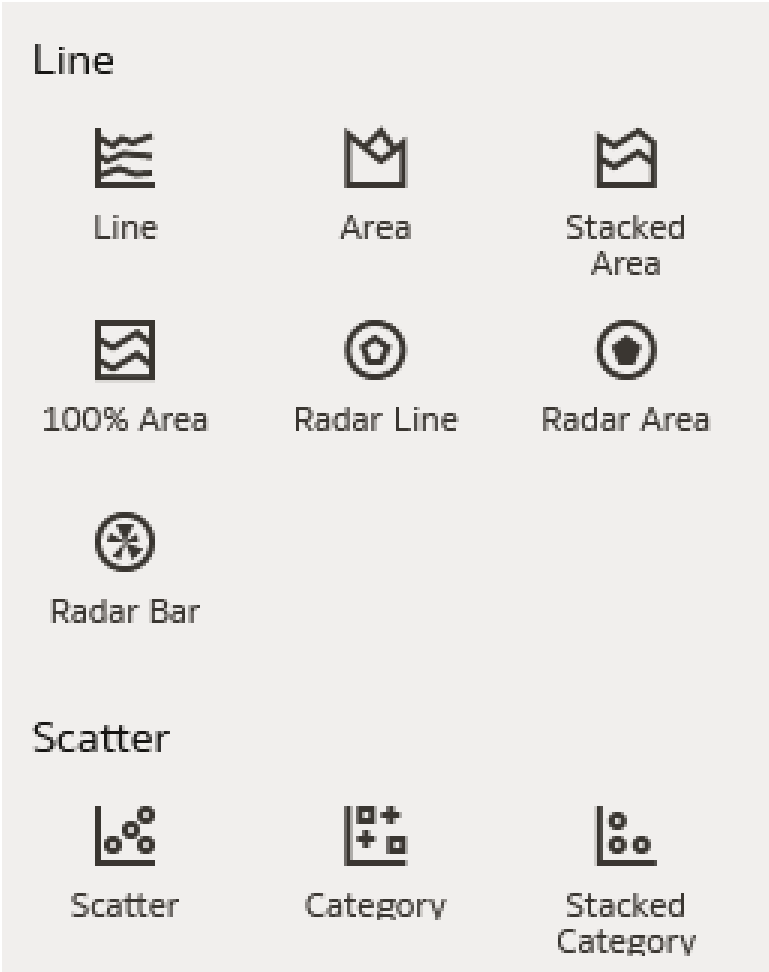 Line
Line
Area
Stacked
Area
100% Area
Radar Line
Radar Area
Radar Bar
Scatter
Scatter
Category
Stacked
Category